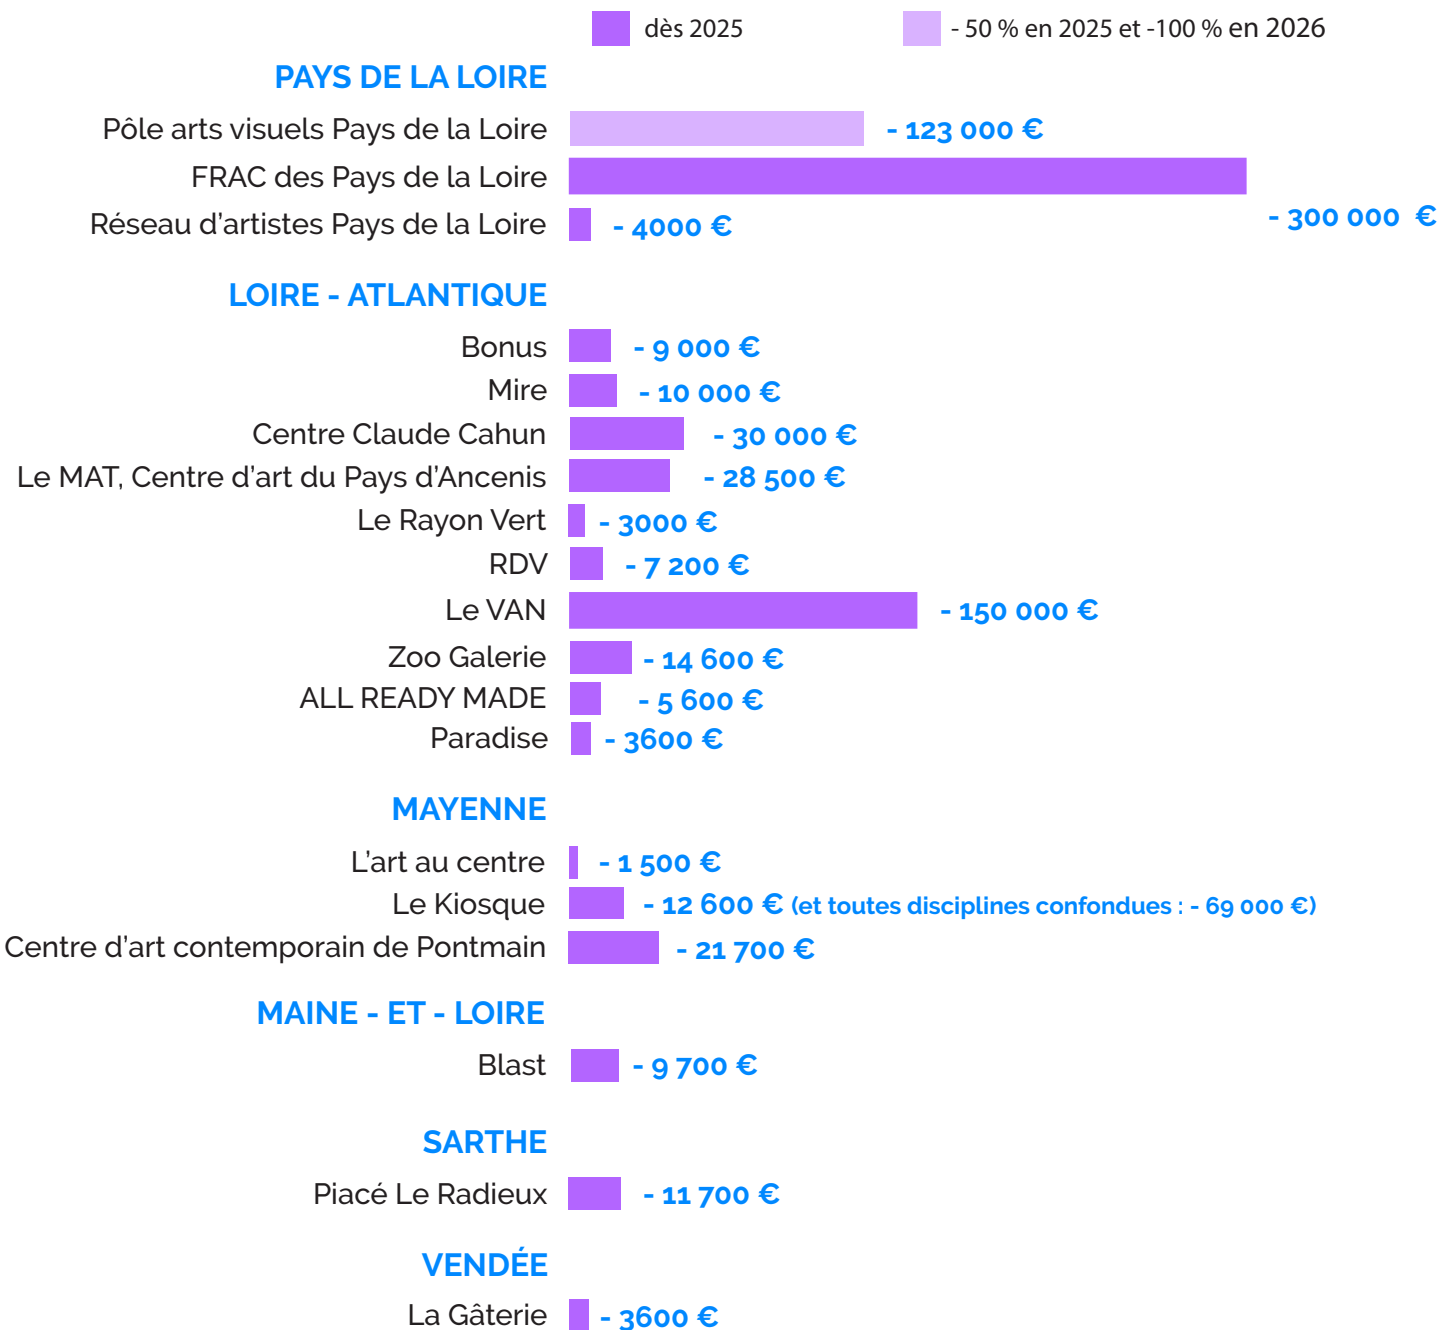 dès 2025 - 50 % en 2025 et -100 % en 2026
PAYS DE LA LOIRE
Pôle arts visuels Pays de la Loire - 123 000 €
FRAC des Pays de la Loire - 300 000 €
Réseau d'artistes Pays de la Loire - 4000 €
LOIRE - ATLANTIQUE
Bonus - 9 000 €
Mire - 10 000 €
Centre Claude Cahun - 30 000 €
Le MAT, Centre d'art du Pays d'Ancenis - 28 500 €
Le Rayon Vert - 3000 €
RDV - 7 200 €
Le VAN - 150 000 €
Zoo Galerie - 14 600 €
ALL READY MADE - 5 600 €
Paradise - 3600 €
MAYENNE
L'art au centre - 1 500 €
Le Kiosque - 12 600 € (et toutes disciplines confondues : - 69 000 €)
Centre d'art contemporain de Pontmain - 21 700 €
MAINE - ET - LOIRE
Blast - 9 700 €
SARTHE
Piacé Le Radieux - 11 700 €
VENDÉE
La Gâterie - 3600 €